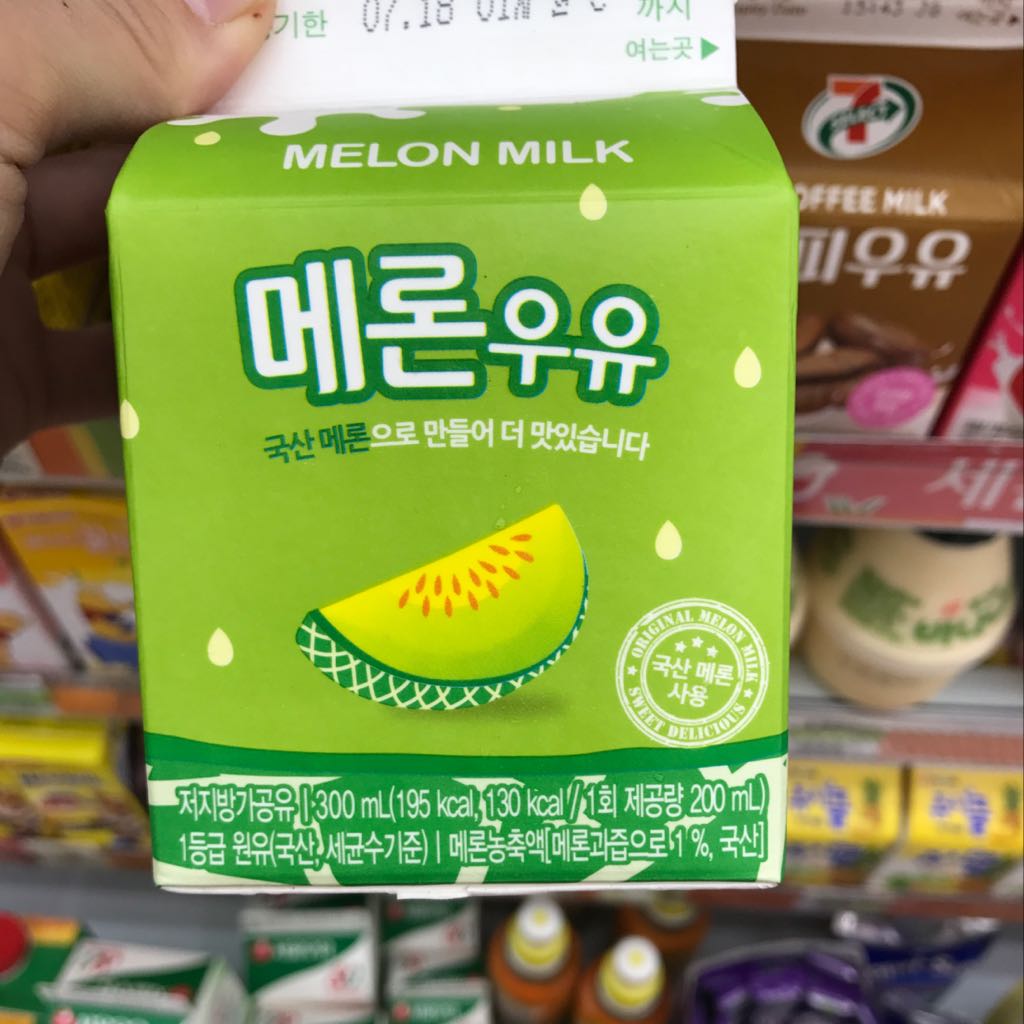 07.18
까지
여는곳▶
MELON MILK
메론우유
국산 메론으로 만들어 더 맛있습니다
ORIGINAL MELON MILK
국산 메론
사용
SWEET DELICIOUS
저지방가공유 | 300 mL(195 kcal, 130 kcal / 1회 제공량 200 mL)
1등급 원유(국산, 세균수기준) | 메론농축액[메론과즙으로 1 %, 국산]
7
SELECT
OFFEE MILK
피우유